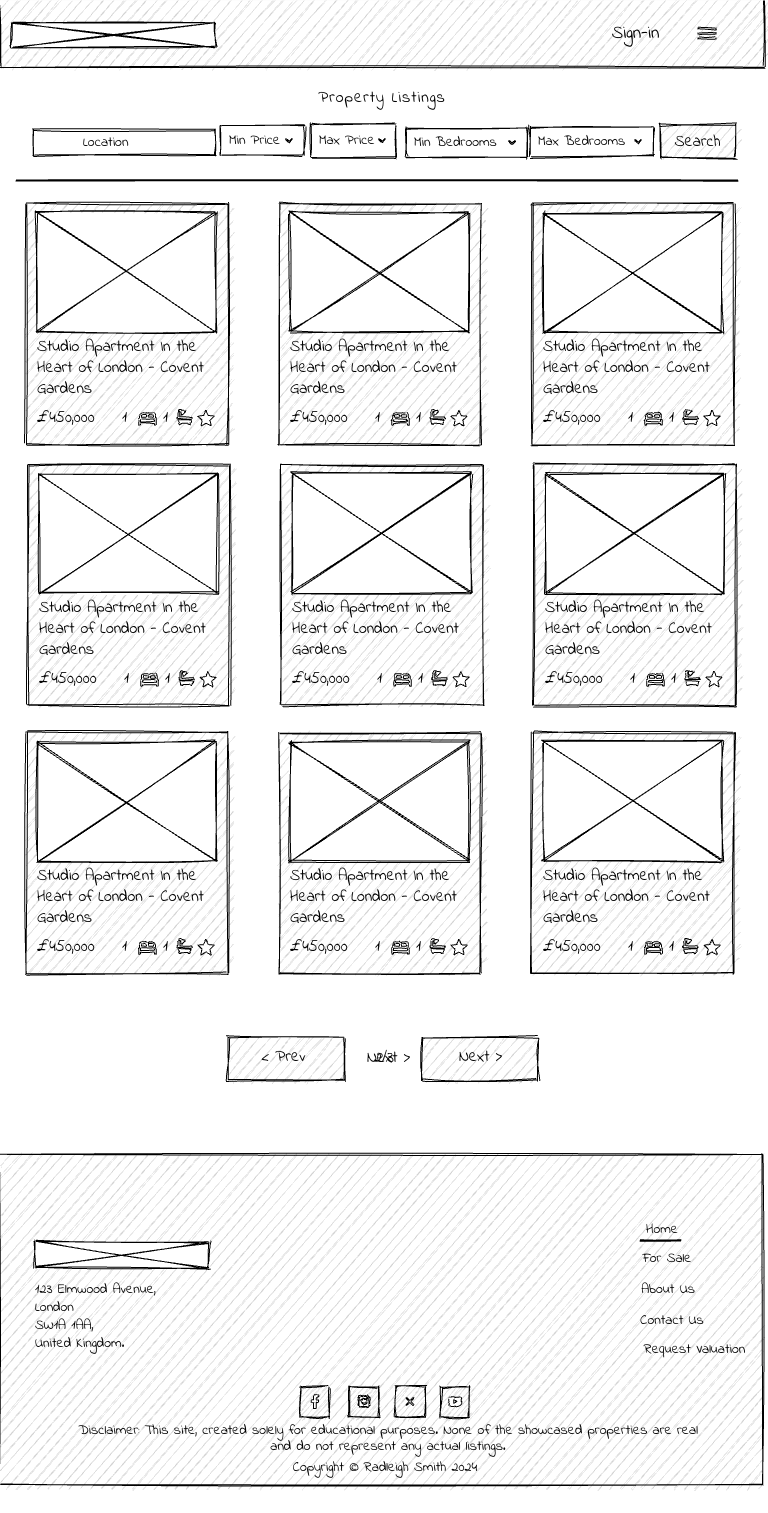 Sign-in
Property Listings
Location
Min Price
Max Price
Min Bedrooms
Max Bedrooms
Search
Studio Apartment in the
Heart of London - Covent
Gardens
£450,000 1 1
Studio Apartment in the
Heart of London - Covent
Gardens
£450,000 1 1
Studio Apartment in the
Heart of London - Covent
Gardens
£450,000 1 1
Studio Apartment in the
Heart of London - Covent
Gardens
£450,000 1 1
Studio Apartment in the
Heart of London - Covent
Gardens
£450,000 1 1
Studio Apartment in the
Heart of London - Covent
Gardens
£450,000 1 1
Studio Apartment in the
Heart of London - Covent
Gardens
£450,000 1 1
Studio Apartment in the
Heart of London - Covent
Gardens
£450,000 1 1
Studio Apartment in the
Heart of London - Covent
Gardens
£450,000 1 1
< Prev
Next >
123 Elmwood Avenue,
London
SW1A 1AA,
United Kingdom.
Home
For Sale
About Us
Contact Us
Request Valuation
Disclaimer: This site, created solely for educational purposes. None of the showcased properties are real
and do not represent any actual listings.
Copyright © Radleigh Smith 2024